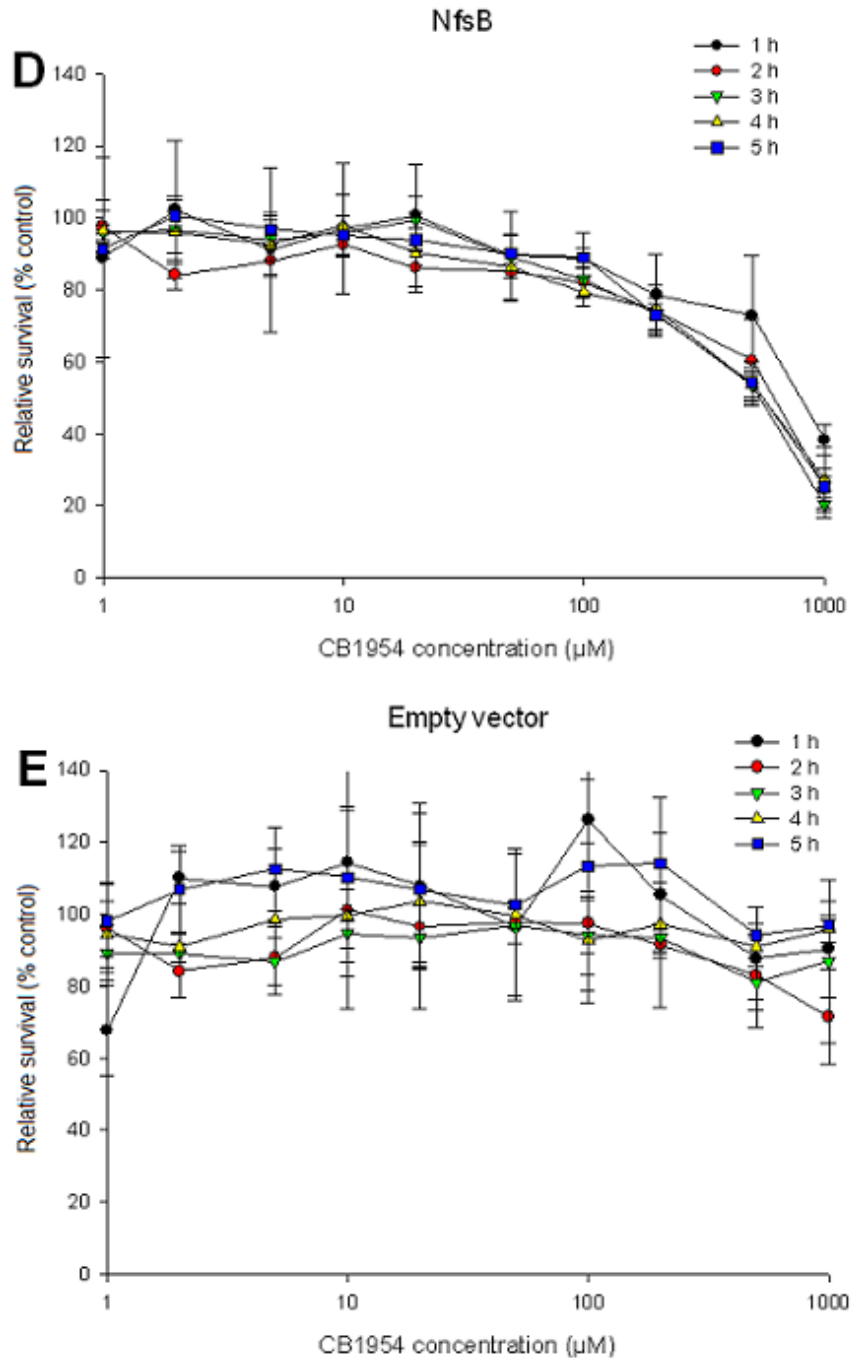 NfsB
D
1 h
2 h
3 h
4 h
5 h
140
120
100
80
60
40
20
0
Relative survival (% control)
1
10
100
1000
CB1954 concentration (µM)
Empty vector
E
1 h
2 h
3 h
4 h
5 h
140
120
100
80
60
40
20
0
Relative survival (% control)
1
10
100
1000
CB1954 concentration (µM)